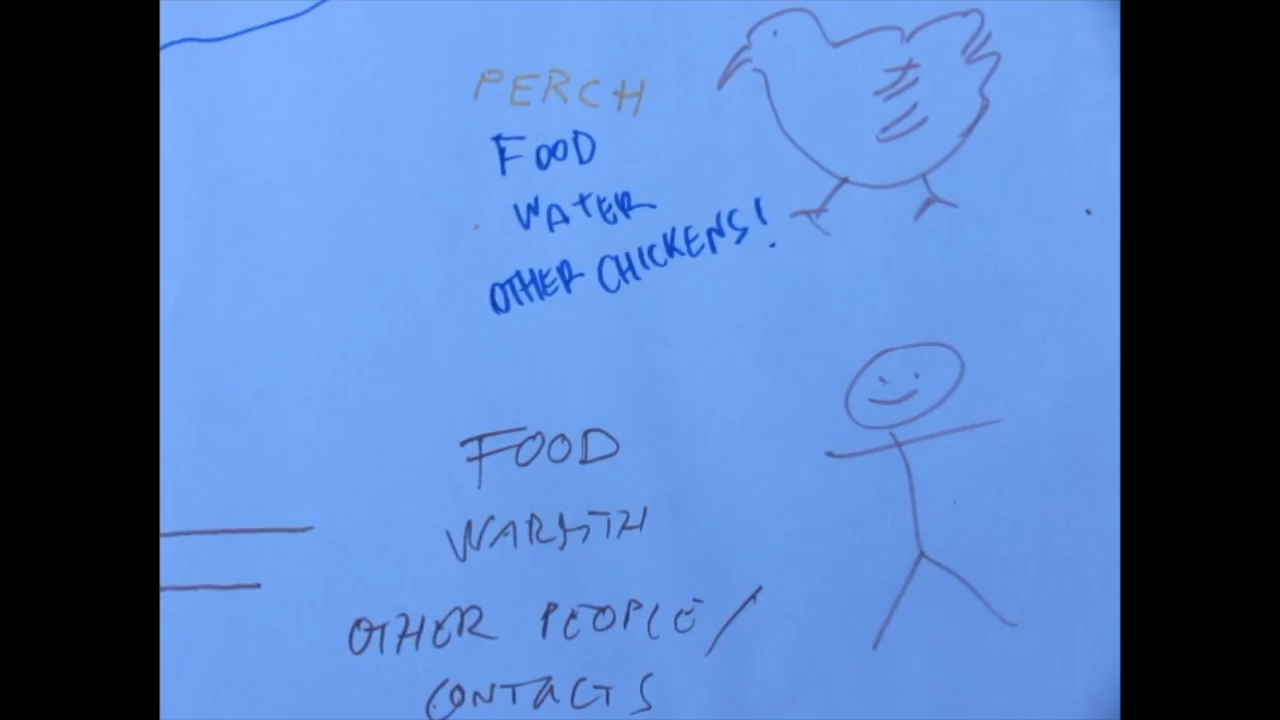 PERCH
FOOD
WATER
OTHER CHICKENS!
FOOD
WARMTH
OTHER PEOPLE/
CONTACTS